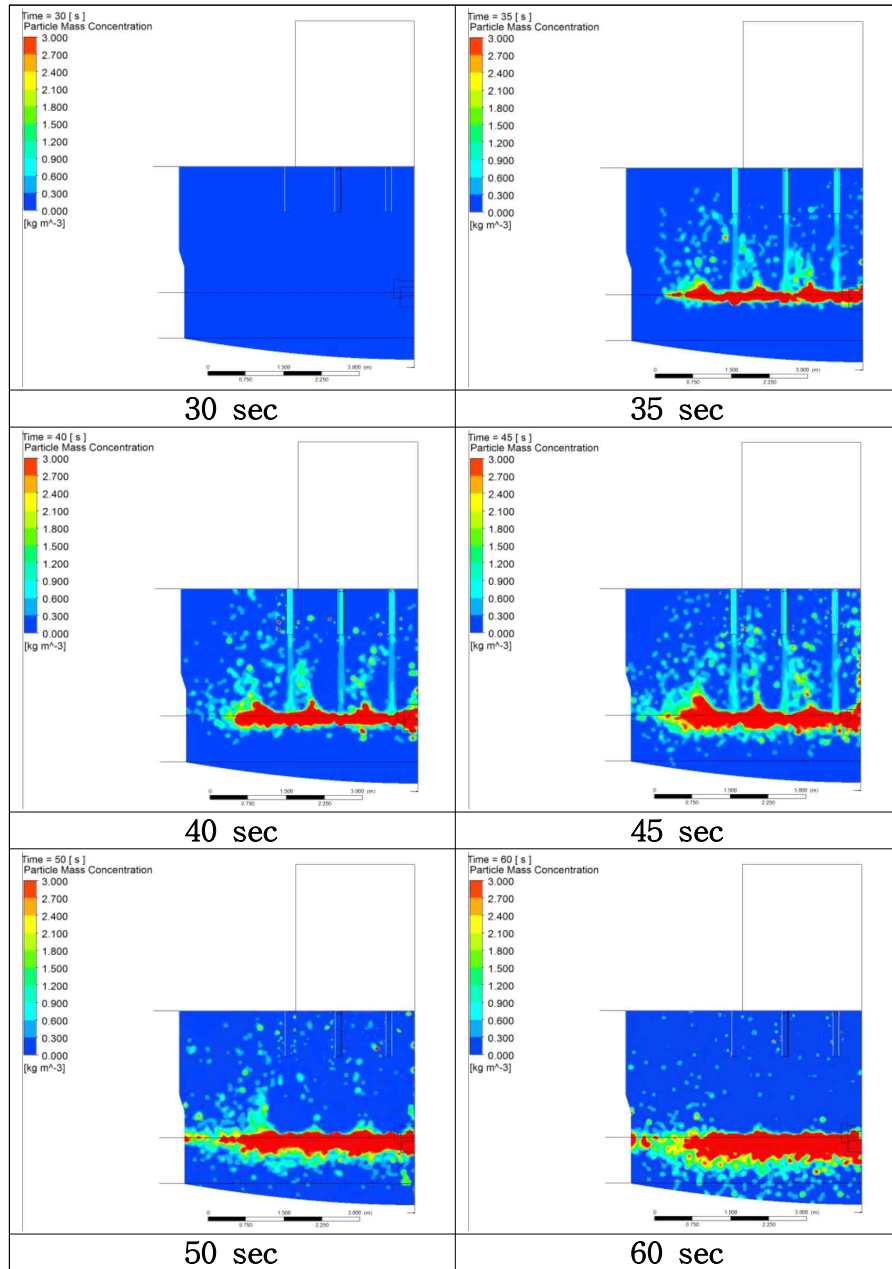 Time = 30 [ s ]
Particle Mass Concentration
3.000
2.700
2.400
2.100
1.800
1.500
1.200
0.900
0.600
0.300
0.000
[kg m^-3]
0 1.500 3.000 (m)
0.750 2.250
30 sec
Time = 35 [ s ]
Particle Mass Concentration
3.000
2.700
2.400
2.100
1.800
1.500
1.200
0.900
0.600
0.300
0.000
[kg m^-3]
0 1.500 3.000 (m)
0.750 2.250
35 sec
Time = 40 [ s ]
Particle Mass Concentration
3.000
2.700
2.400
2.100
1.800
1.500
1.200
0.900
0.600
0.300
0.000
[kg m^-3]
0 1.500 3.000 (m)
0.750 2.250
40 sec
Time = 45 [ s ]
Particle Mass Concentration
3.000
2.700
2.400
2.100
1.800
1.500
1.200
0.900
0.600
0.300
0.000
[kg m^-3]
0 1.500 3.000 (m)
0.750 2.250
45 sec
Time = 50 [ s ]
Particle Mass Concentration
3.000
2.700
2.400
2.100
1.800
1.500
1.200
0.900
0.600
0.300
0.000
[kg m^-3]
0 1.500 3.000 (m)
0.750 2.250
50 sec
Time = 60 [ s ]
Particle Mass Concentration
3.000
2.700
2.400
2.100
1.800
1.500
1.200
0.900
0.600
0.300
0.000
[kg m^-3]
0 1.500 3.000 (m)
0.750 2.250
60 sec